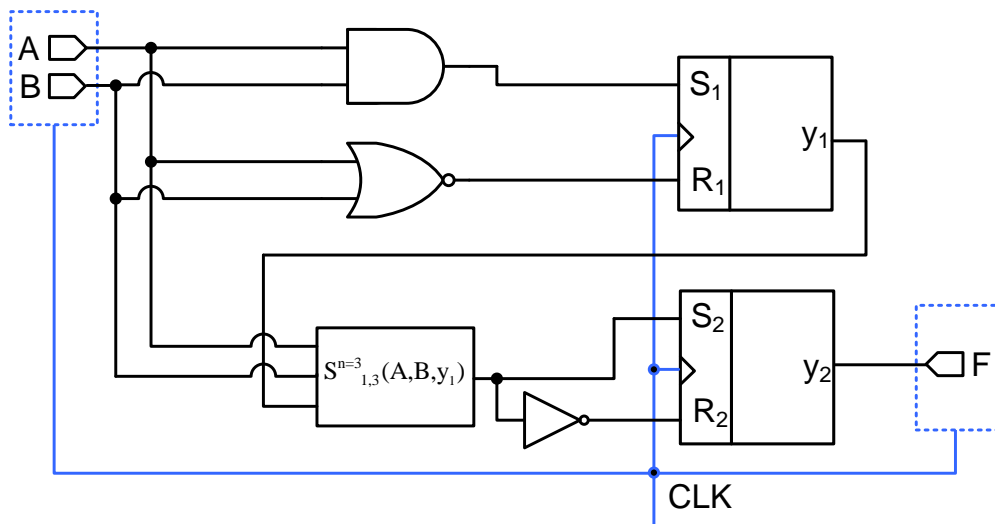 A
B
S₁
y₁
R₁
Sⁿ⁼³₁,₃(A,B,y₁)
S₂
y₂
F
R₂
CLK